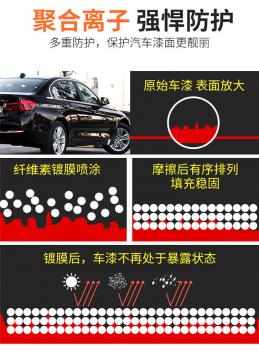 聚合离子 强悍防护
多重防护，保护汽车漆面更靓丽
原始车漆 表面放大
纤维素镀膜喷涂
摩擦后有序排列
填充稳固
镀膜后，车漆不再处于暴露状态